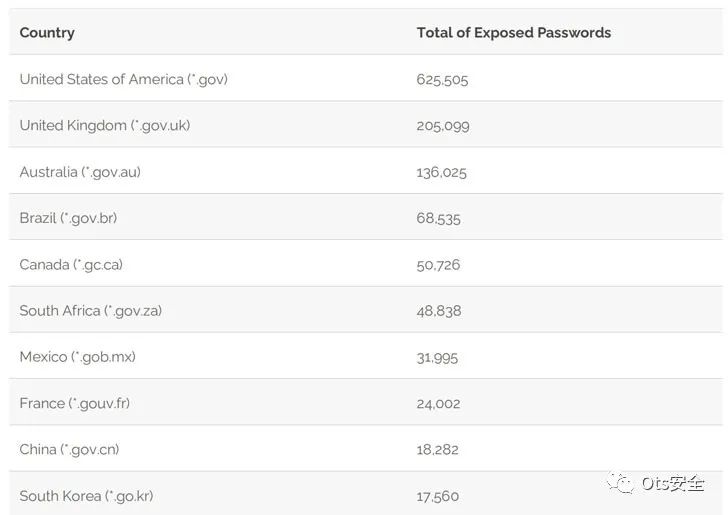 Country Total of Exposed Passwords
United States of America (*.gov) 625,505
United Kingdom (*.gov.uk) 205,099
Australia (*.gov.au) 136,025
Brazil (*.gov.br) 68,535
Canada (*.gc.ca) 50,726
South Africa (*.gov.za) 48,838
Mexico (*.gob.mx) 31,995
France (*.gouv.fr) 24,002
China (*.gov.cn) 18,282
South Korea (*.go.kr) 17,560
Ots安全